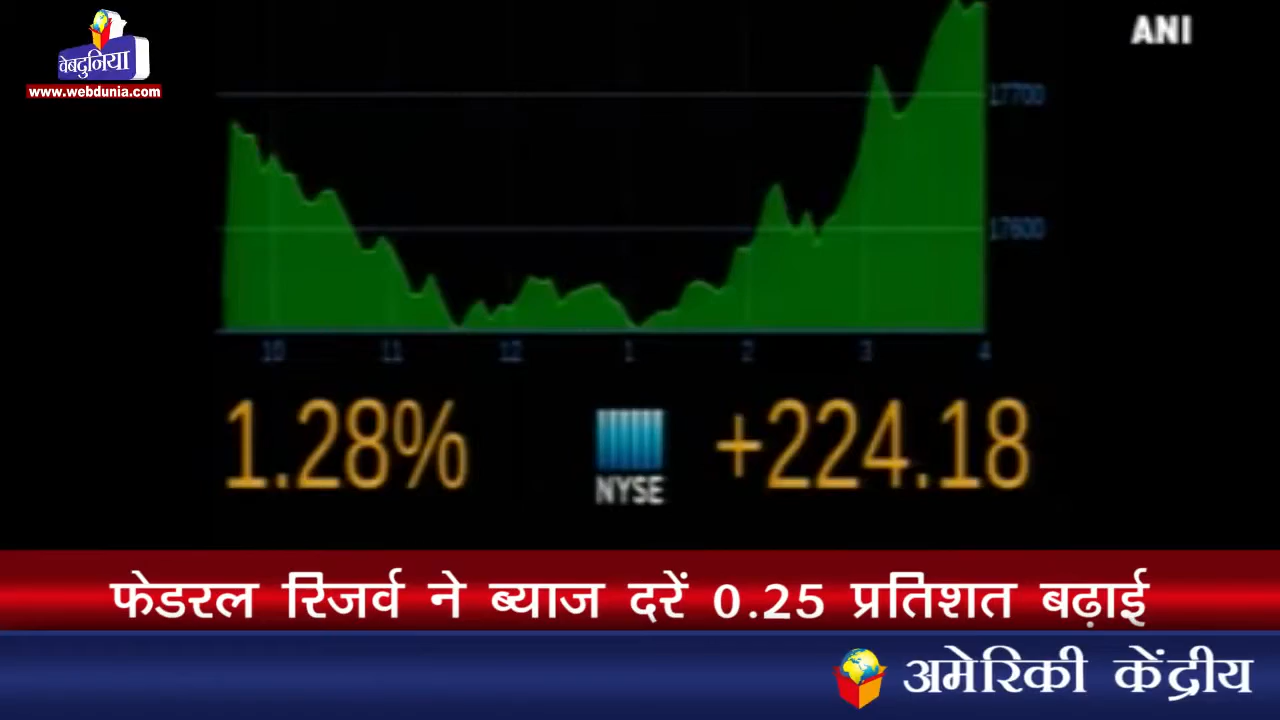 वेबदुनिया
www.webdunia.com
ANI
17700
17600
10 11 12 1 2 3 4
1.28%
NYSE
+224.18
फेडरल रिजर्व ने ब्याज दरें 0.25 प्रतिशत बढ़ाई
अमेरिकी केंद्रीय